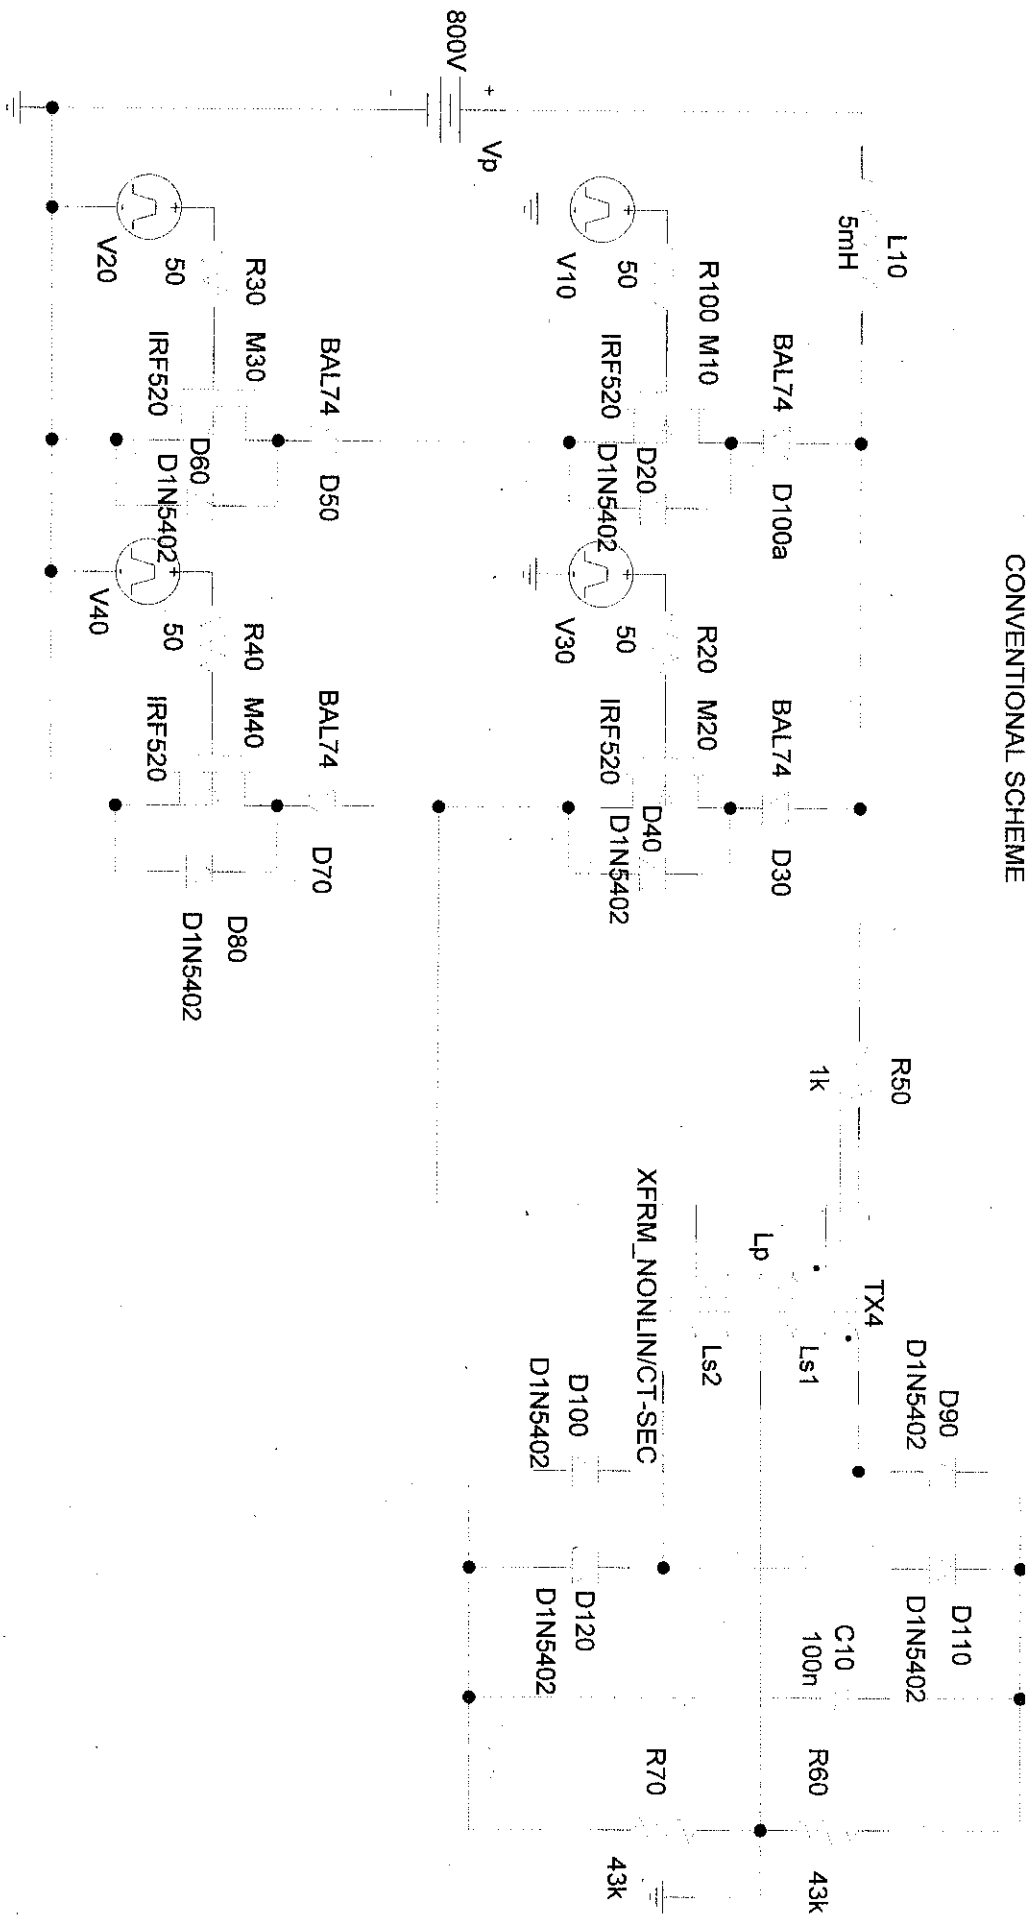 CONVENTIONAL SCHEME
L10
5mH
R50
1k
TX4
Lp
Ls1
Ls2
XFRM_NONLIN/CT-SEC
D90
D1N5402
D110
D1N5402
C10
100n
R60
43k
R70
43k
D100
D1N5402
D120
D1N5402
BAL74
D100a
BAL74
D30
R100
M10
50
V10
IRF520
D20
D1N5402
R20
M20
50
V30
IRF520
D40
D1N5402
800V
+
-
Vp
BAL74
D50
BAL74
D70
R30
M30
50
V20
IRF520
D60
D1N5402
R40
M40
50
V40
IRF520
D80
D1N5402